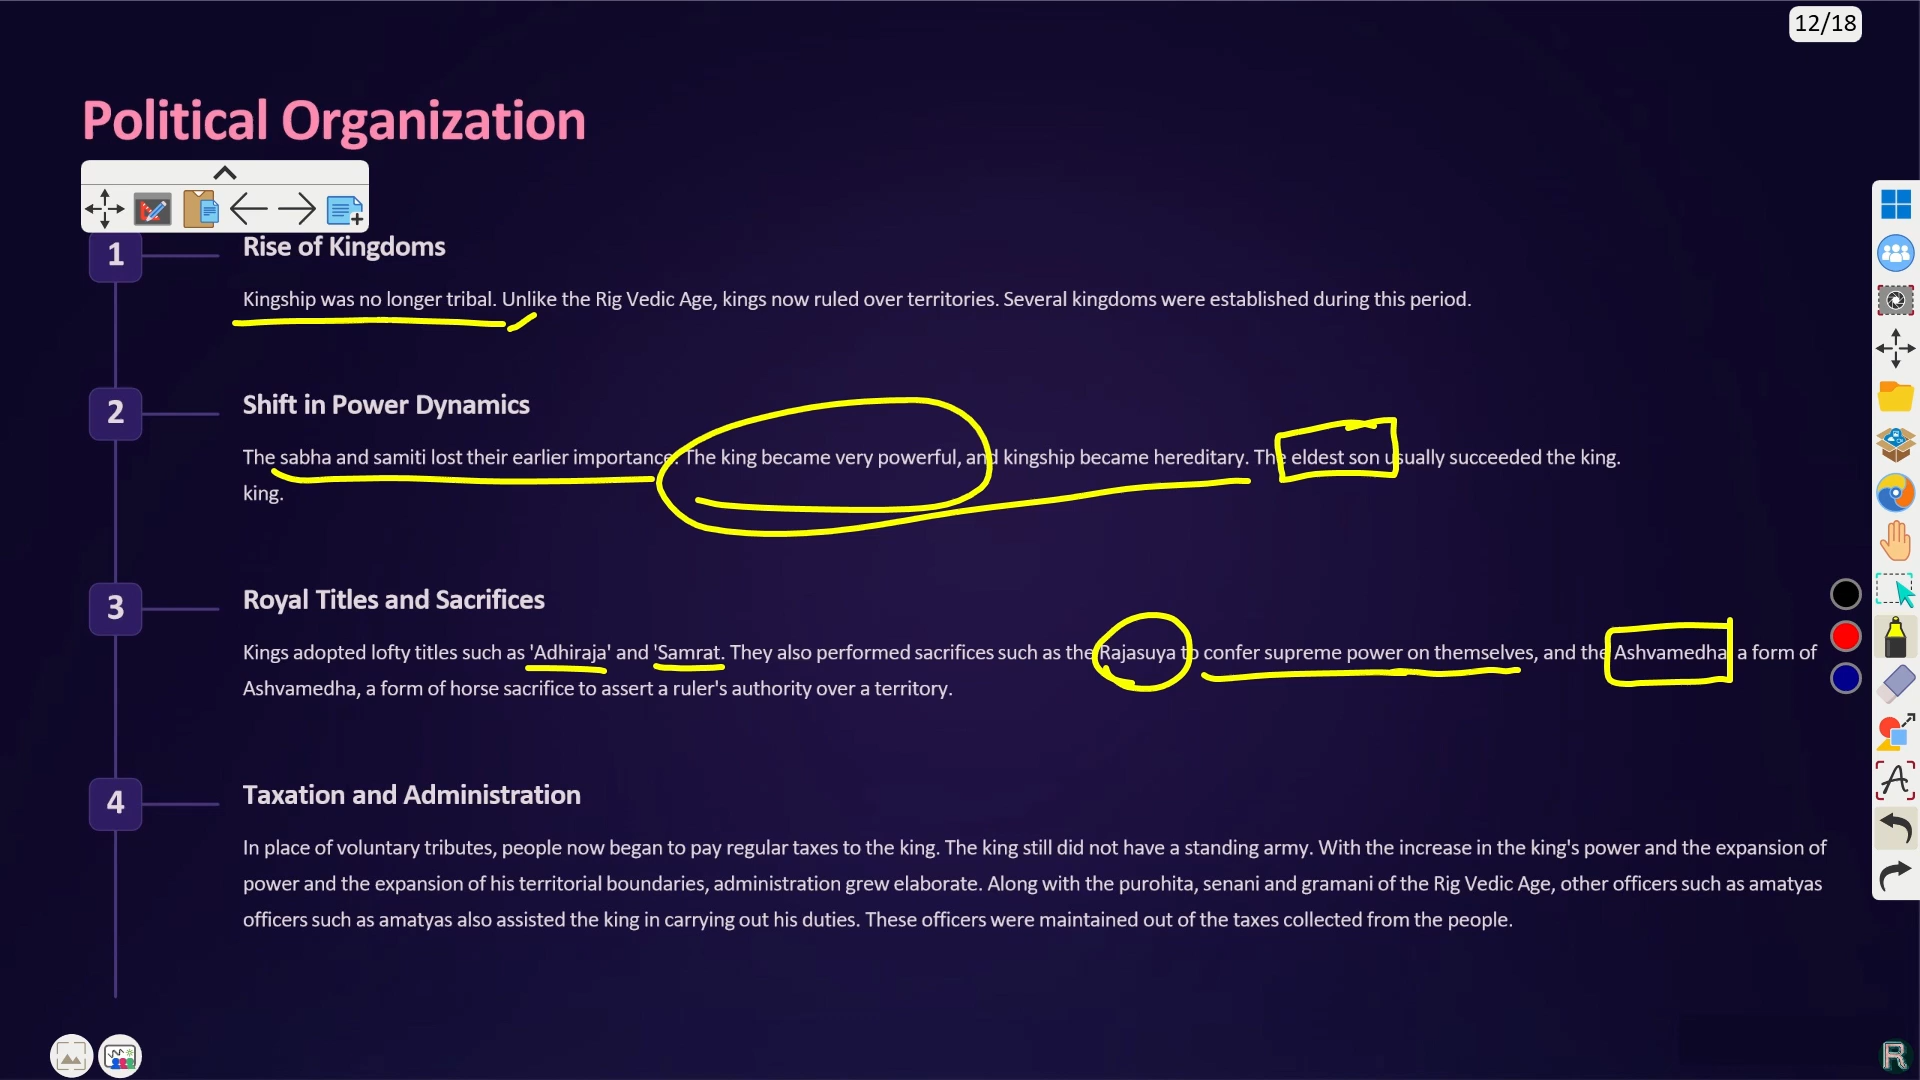 12/18
Political Organization
1
Rise of Kingdoms
Kingship was no longer tribal. Unlike the Rig Vedic Age, kings now ruled over territories. Several kingdoms were established during this period.
2
Shift in Power Dynamics
The sabha and samiti lost their earlier importance. The king became very powerful, and kingship became hereditary. The eldest son usually succeeded the king.
king.
3
Royal Titles and Sacrifices
Kings adopted lofty titles such as 'Adhiraja' and 'Samrat. They also performed sacrifices such as the Rajasuya to confer supreme power on themselves, and the Ashvamedha, a form of
Ashvamedha, a form of horse sacrifice to assert a ruler's authority over a territory.
4
Taxation and Administration
In place of voluntary tributes, people now began to pay regular taxes to the king. The king still did not have a standing army. With the increase in the king's power and the expansion of
power and the expansion of his territorial boundaries, administration grew elaborate. Along with the purohita, senani and gramani of the Rig Vedic Age, other officers such as amatyas
officers such as amatyas also assisted the king in carrying out his duties. These officers were maintained out of the taxes collected from the people.
R